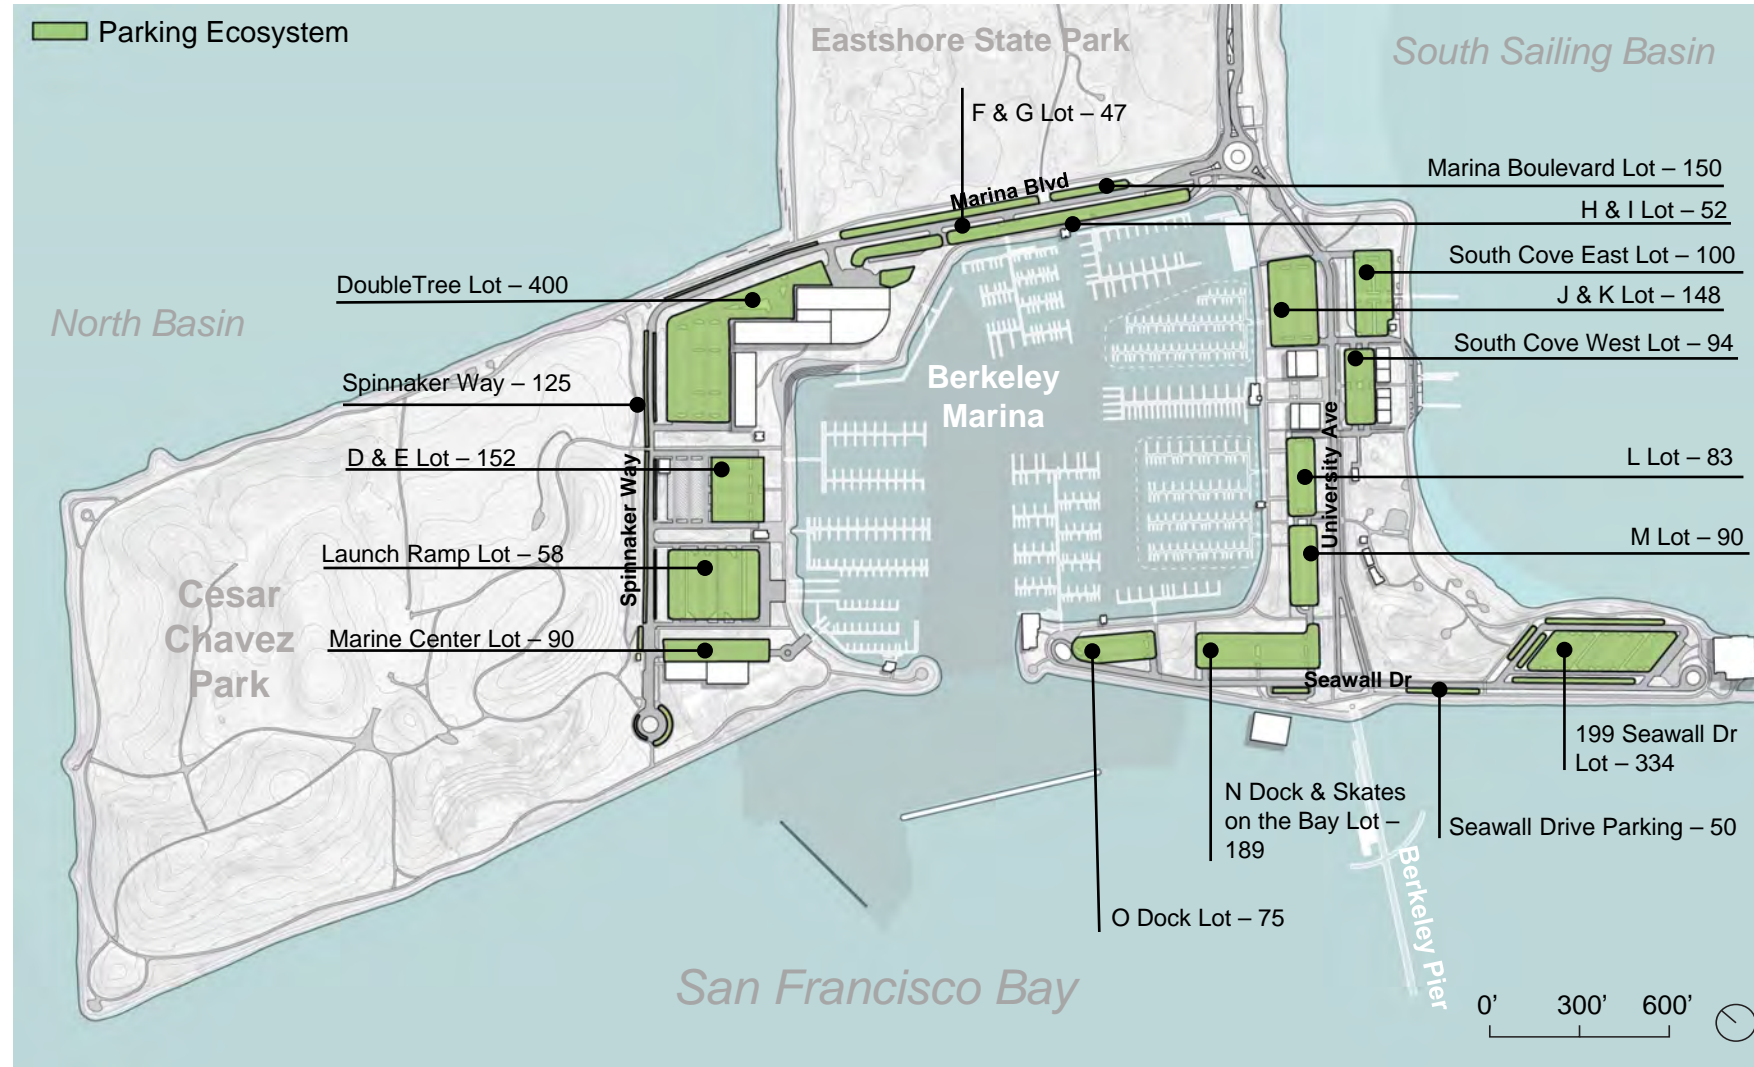 Parking Ecosystem
Eastshore State Park
South Sailing Basin
F & G Lot – 47
Marina Blvd
Marina Boulevard Lot – 150
H & I Lot – 52
South Cove East Lot – 100
DoubleTree Lot – 400
J & K Lot – 148
North Basin
South Cove West Lot – 94
Spinnaker Way – 125
Berkeley
Marina
University Ave
D & E Lot – 152
L Lot – 83
Spinnaker Way
M Lot – 90
Launch Ramp Lot – 58
Cesar
Chavez
Park
Marine Center Lot – 90
Seawall Dr
199 Seawall Dr
Lot – 334
N Dock & Skates
on the Bay Lot –
189
Seawall Drive Parking – 50
O Dock Lot – 75
Berkeley Pier
San Francisco Bay
0' 300’ 600’